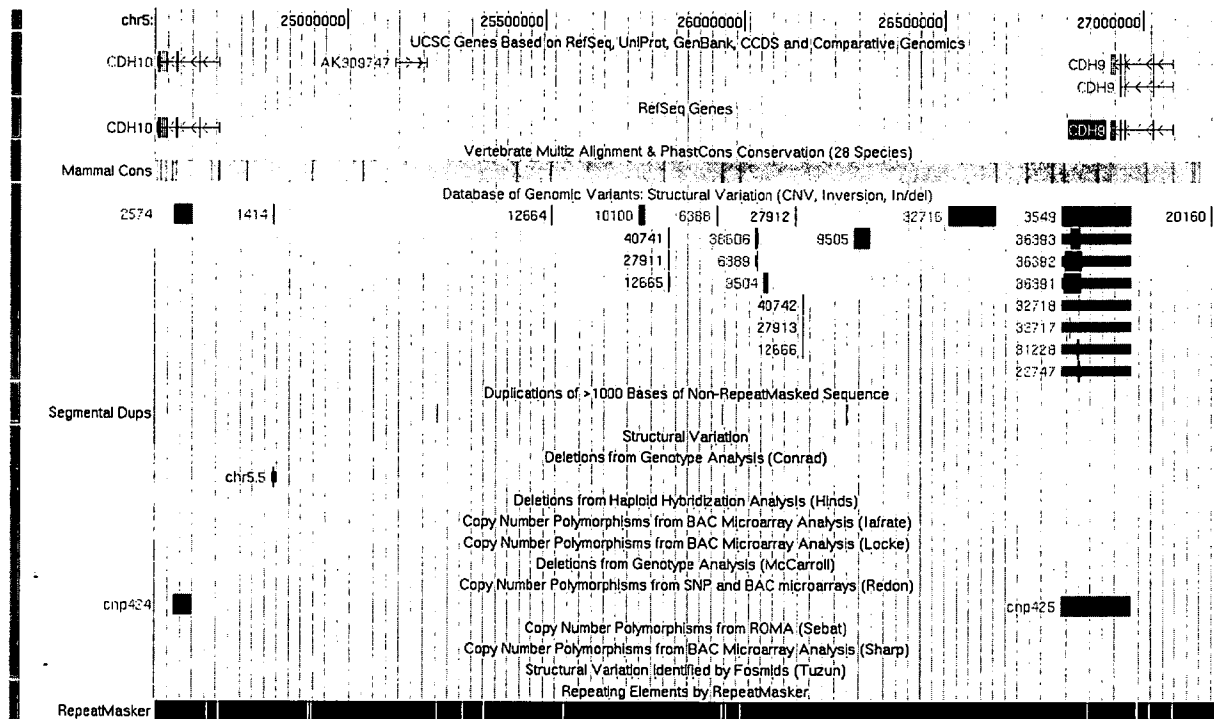 chr5: 25000000 25500000 26000000 26500000 27000000
UCSC Genes Based on RefSeq, UniProt, GenBank, CCDS and Comparative Genomics
CDH10 AK309747 CDH9
CDH9
RefSeq Genes
CDH10 CDH9
Vertebrate Multiz Alignment & PhastCons Conservation (28 Species)
Mammal Cons
Database of Genomic Variants: Structural Variation (CNV, Inversion, In/del)
2574 1414 12664 10100 6388 27912 32716 3549 20160
40741 36606 9505 36393
27911 6389 36392
12665 9504 36391
40742 32718
27913 32717
12666 31228
22747
Duplications of >1000 Bases of Non-RepeatMasked Sequence
Segmental Dups
Structural Variation
Deletions from Genotype Analysis (Conrad)
chr5.5
Deletions from Haploid Hybridization Analysis (Hinds)
Copy Number Polymorphisms from BAC Microarray Analysis (Iafrate)
Copy Number Polymorphisms from BAC Microarray Analysis (Locke)
Deletions from Genotype Analysis (McCarroll)
Copy Number Polymorphisms from SNP and BAC microarrays (Redon)
cnp424 cnp425
Copy Number Polymorphisms from ROMA (Sebat)
Copy Number Polymorphisms from BAC Microarray Analysis (Sharp)
Structural Variation Identified by Fosmids (Tuzun)
Repeating Elements by RepeatMasker
RepeatMasker